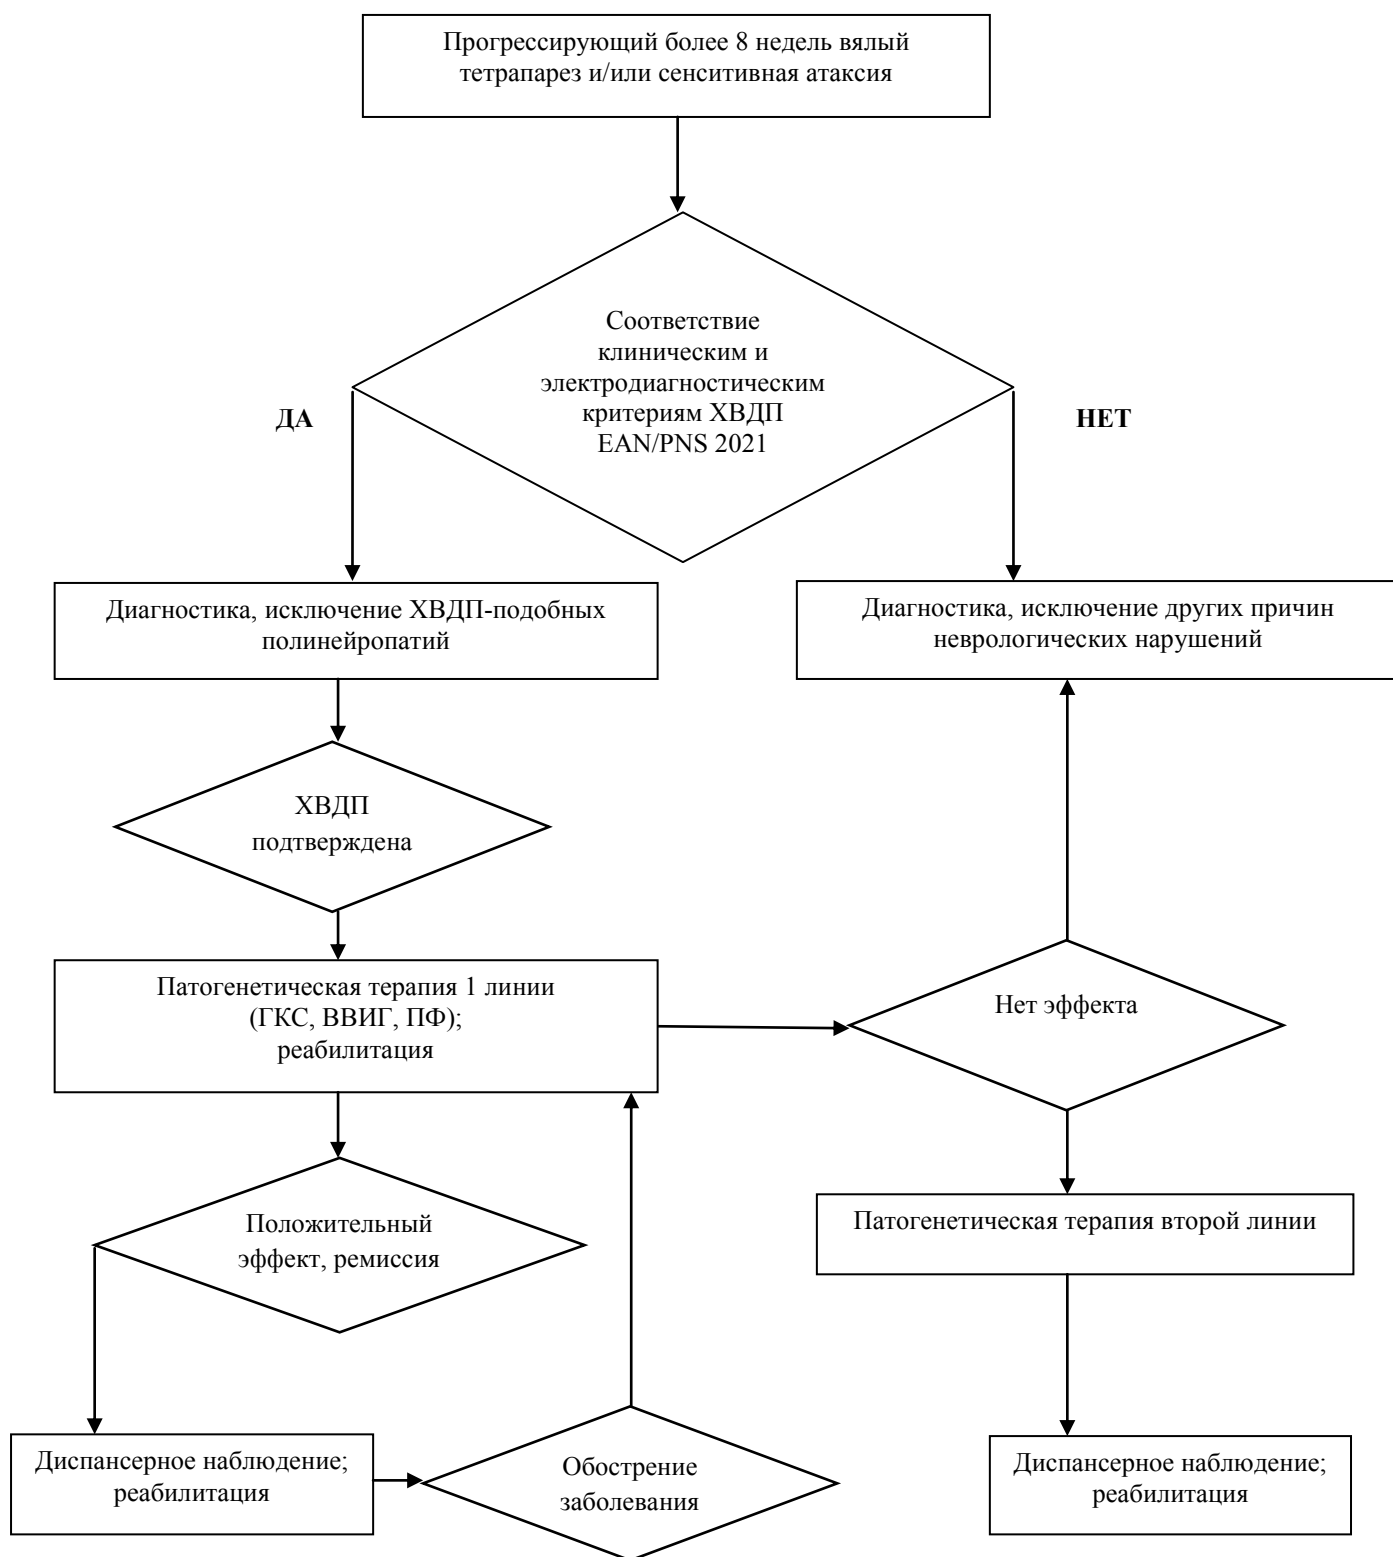 Прогрессирующий более 8 недель вялый
тетрапарез и/или сенситивная атаксия
Соответствие
клиническим и
электродиагностическим
критериям ХВДП
EAN/PNS 2021
ДА
НЕТ
Диагностика, исключение ХВДП-подобных
полинейропатий
Диагностика, исключение других причин
неврологических нарушений
ХВДП
подтверждена
Патогенетическая терапия 1 линии
(ГКС, ВВИГ, ПФ);
реабилитация
Нет эффекта
Положительный
эффект, ремиссия
Патогенетическая терапия второй линии
Диспансерное наблюдение;
реабилитация
Обострение
заболевания
Диспансерное наблюдение;
реабилитация